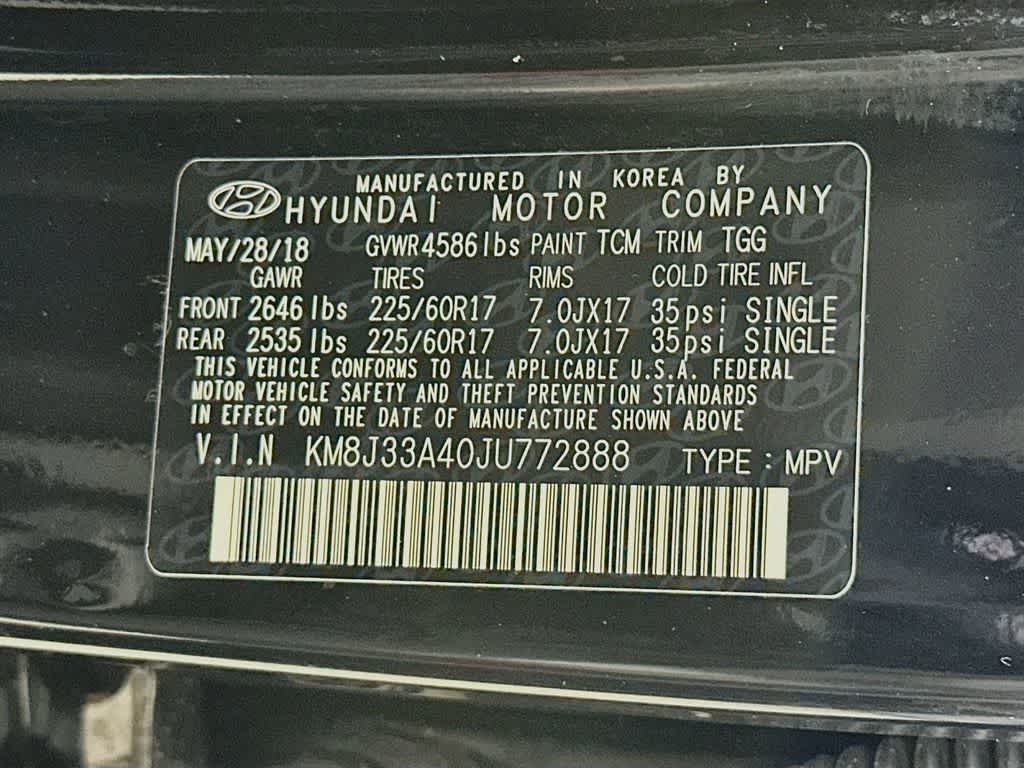 MANUFACTURED IN KOREA BY
HYUNDAI MOTOR COMPANY
MAY/28/18 GVWR 4586 lbs PAINT TCM TRIM TGG
GAWR TIRES RIMS COLD TIRE INFL
FRONT 2646 lbs 225/60R17 7.0JX17 35psi SINGLE
REAR 2535 lbs 225/60R17 7.0JX17 35psi SINGLE
THIS VEHICLE CONFORMS TO ALL APPLICABLE U.S.A. FEDERAL
MOTOR VEHICLE SAFETY AND THEFT PREVENTION STANDARDS
IN EFFECT ON THE DATE OF MANUFACTURE SHOWN ABOVE
V.I.N KM8J33A40JU772888 TYPE : MPV